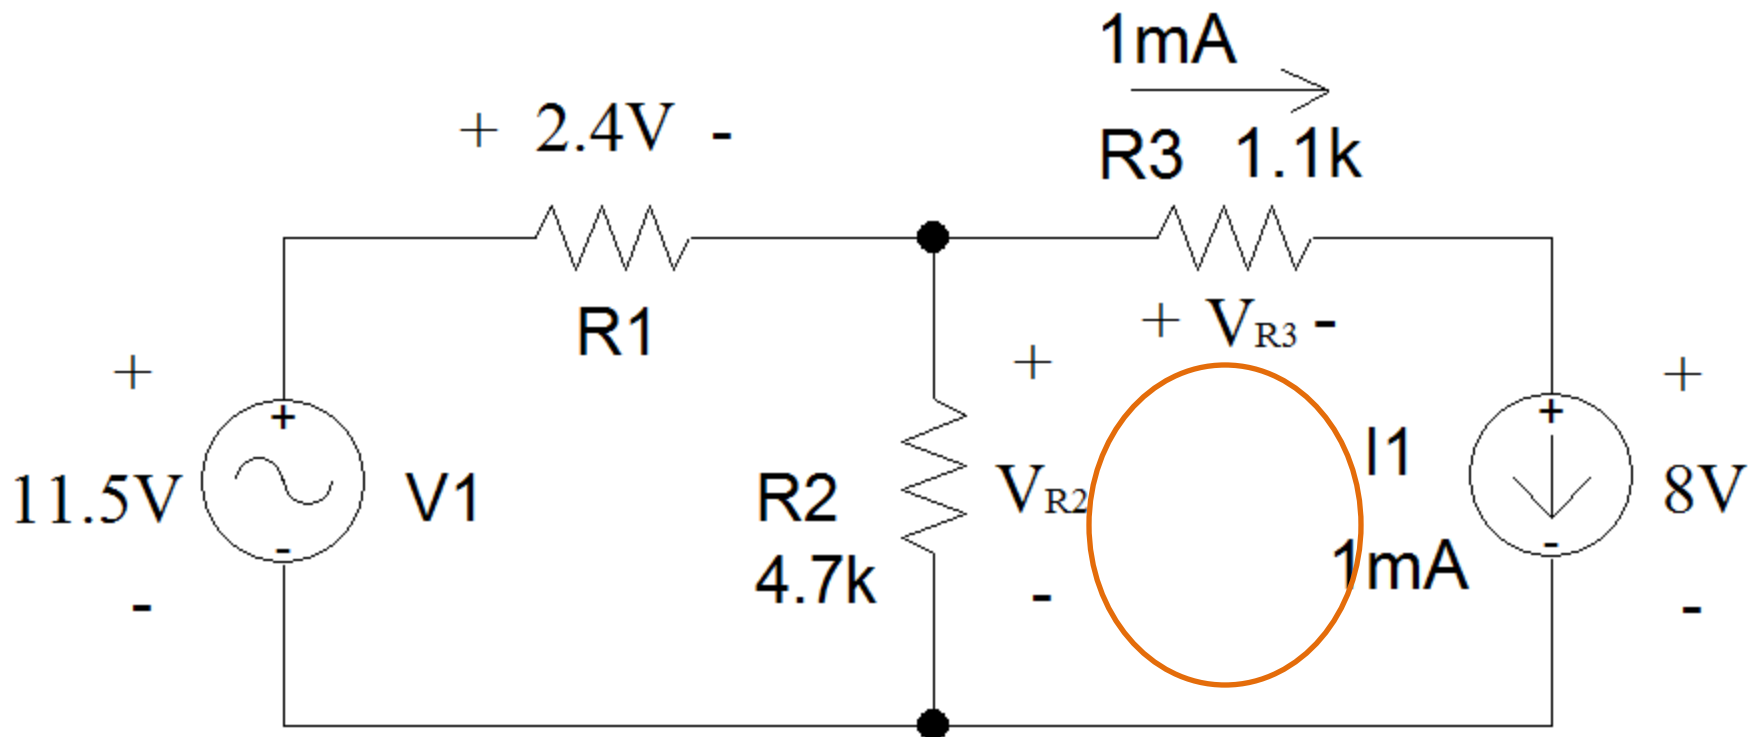 1mA
+ 2.4V -
R3 1.1k
R1
+ VR3 -
+
+
+
+
+
I1
11.5V
V1
R2
VR2
8V
-
-
4.7k
1mA
-
-
-